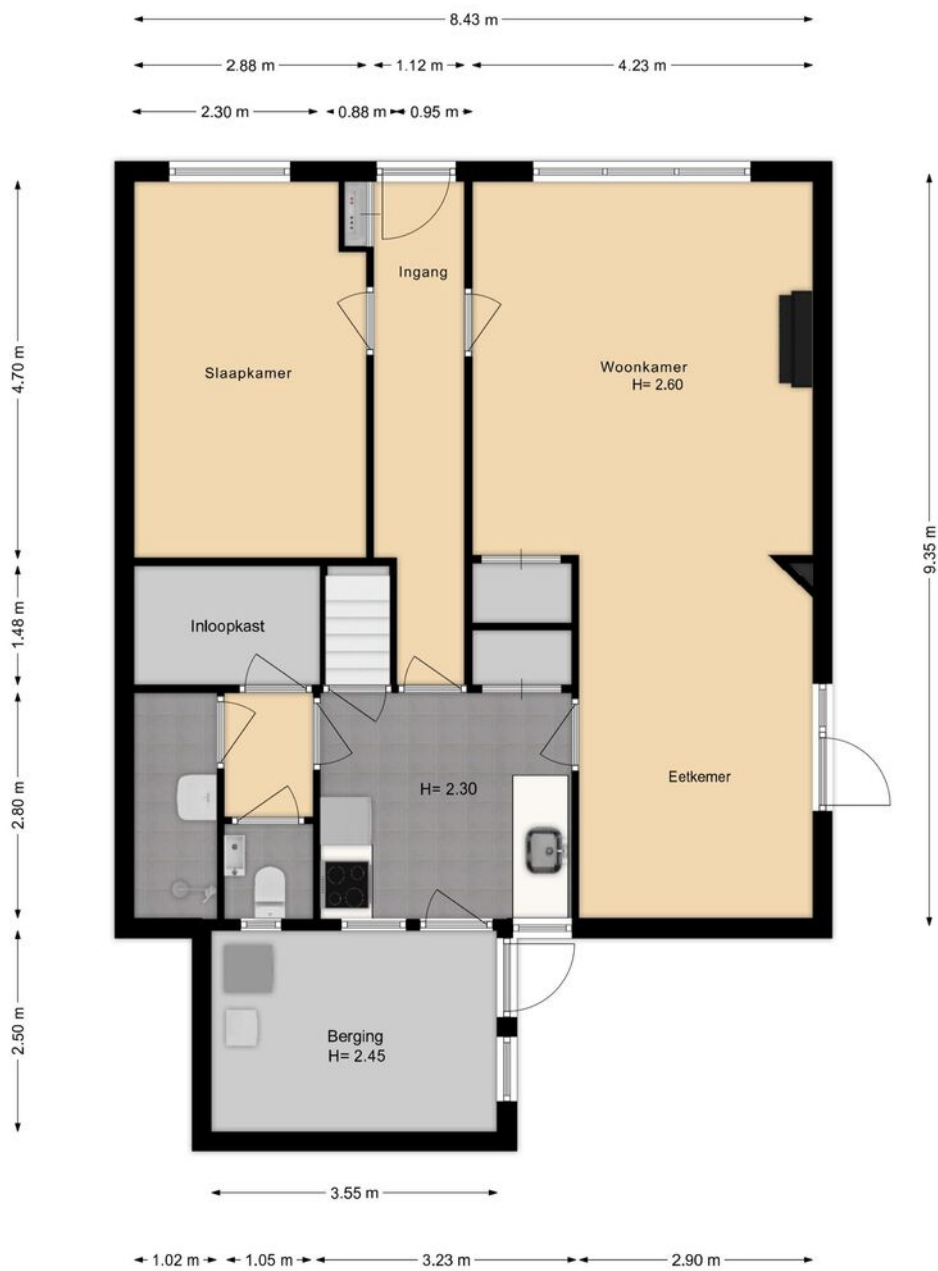 8.43 m
2.88 m 1.12 m 4.23 m
2.30 m 0.88 m 0.95 m
Ingang
4.70 m
Slaapkamer
Woonkamer
H= 2.60
9.35 m
1.48 m
Inloopkast
2.80 m
H= 2.30
Eetkemer
2.50 m
Berging
H= 2.45
3.55 m
1.02 m 1.05 m 3.23 m 2.90 m